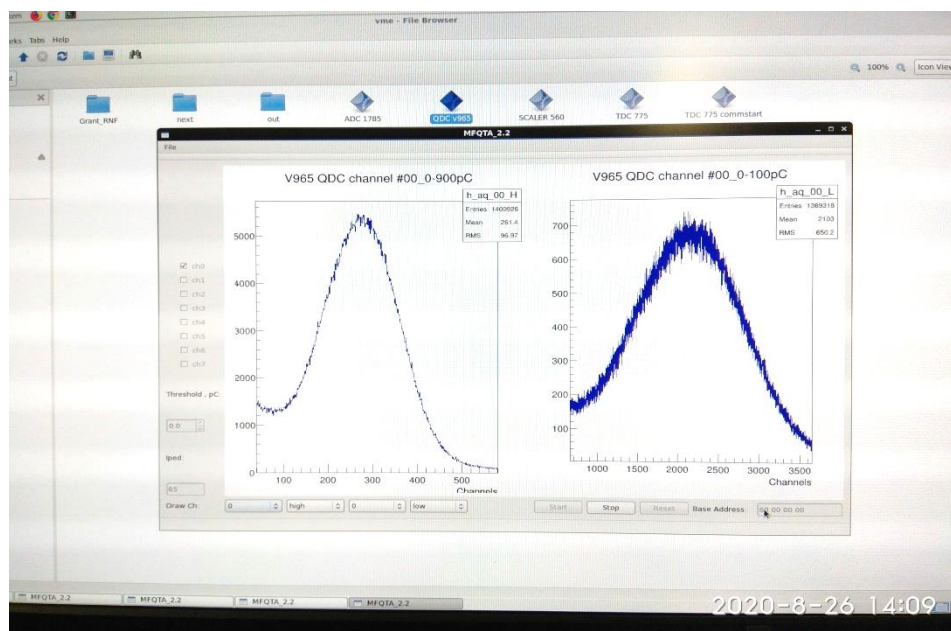 vme - File Browser
Tabs Help
100% Icon View
Grant_RNF next out ADC 1785 QDC v965 SCALER 560 TDC 775 TDC 775 commstart
MFQTA_2.2
File
V965 QDC channel #00_0-900pC
h_aq_00_H
Entries
Mean 261.4
RMS 96.97
5000
4000
3000
2000
1000
0
100 200 300 400 500
Channels
V965 QDC channel #00_0-100pC
h_aq_00_L
Entries
Mean 2103
RMS 650.2
700
600
500
400
300
200
100
1000 1500 2000 2500 3000 3500
Channels
ch0
ch1
ch2
ch3
ch4
ch5
ch6
ch7
Threshold , pC
0.0
Iped
65
Draw Ch: 0 high 0 low Start Stop Reset Base Address: 00 00 00
MFQTA_2.2 MFQTA_2.2 MFQTA_2.2 MFQTA_2.2
2020-8-26 14:09